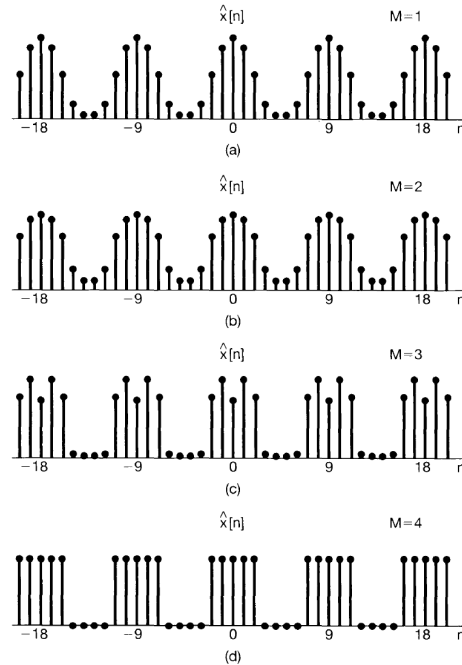 x̂[n] M=1
−18 −9 0 9 18 n
(a)
x̂[n] M=2
−18 −9 0 9 18 n
(b)
x̂[n] M=3
−18 −9 0 9 18 n
(c)
x̂[n] M=4
−18 −9 0 9 18 n
(d)